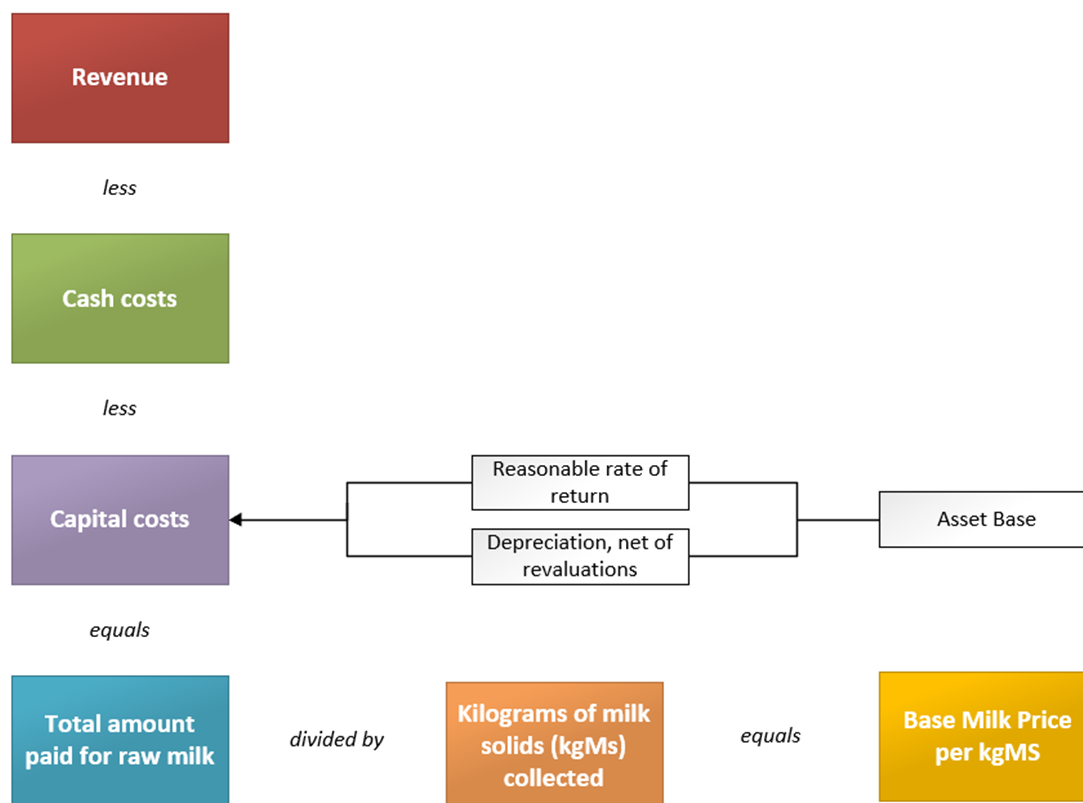 Revenue
less
Cash costs
less
Capital costs
Reasonable rate of
return
Depreciation, net of
revaluations
Asset Base
equals
Total amount
paid for raw milk
divided by
Kilograms of milk
solids (kgMs)
collected
equals
Base Milk Price
per kgMS